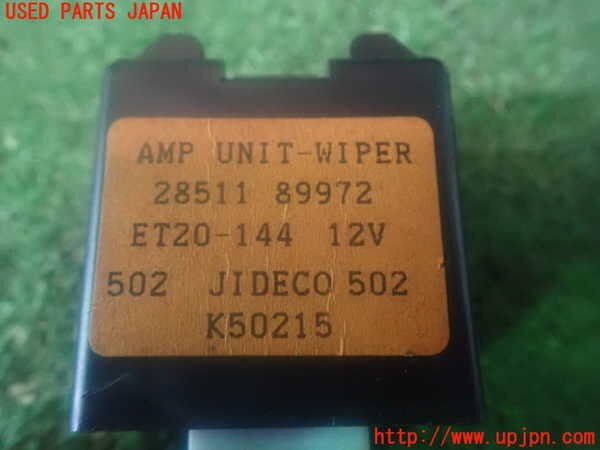 USED PARTS JAPAN
AMP UNIT-WIPER
28511 89972
ET20-144 12V
502 JIDECO 502
K50215
http://www.upjpn.com